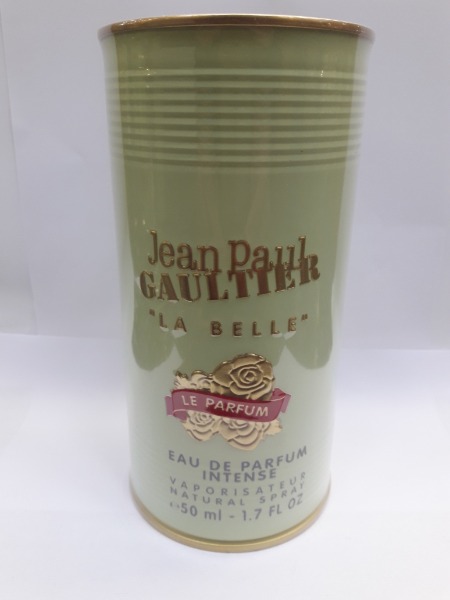 Jean Paul
GAULTIER
"LA BELLE"
LE PARFUM
EAU DE PARFUM
INTENSE
VAPORISATEUR
NATURAL SPRAY
℮50 ml - 1.7 FL OZ